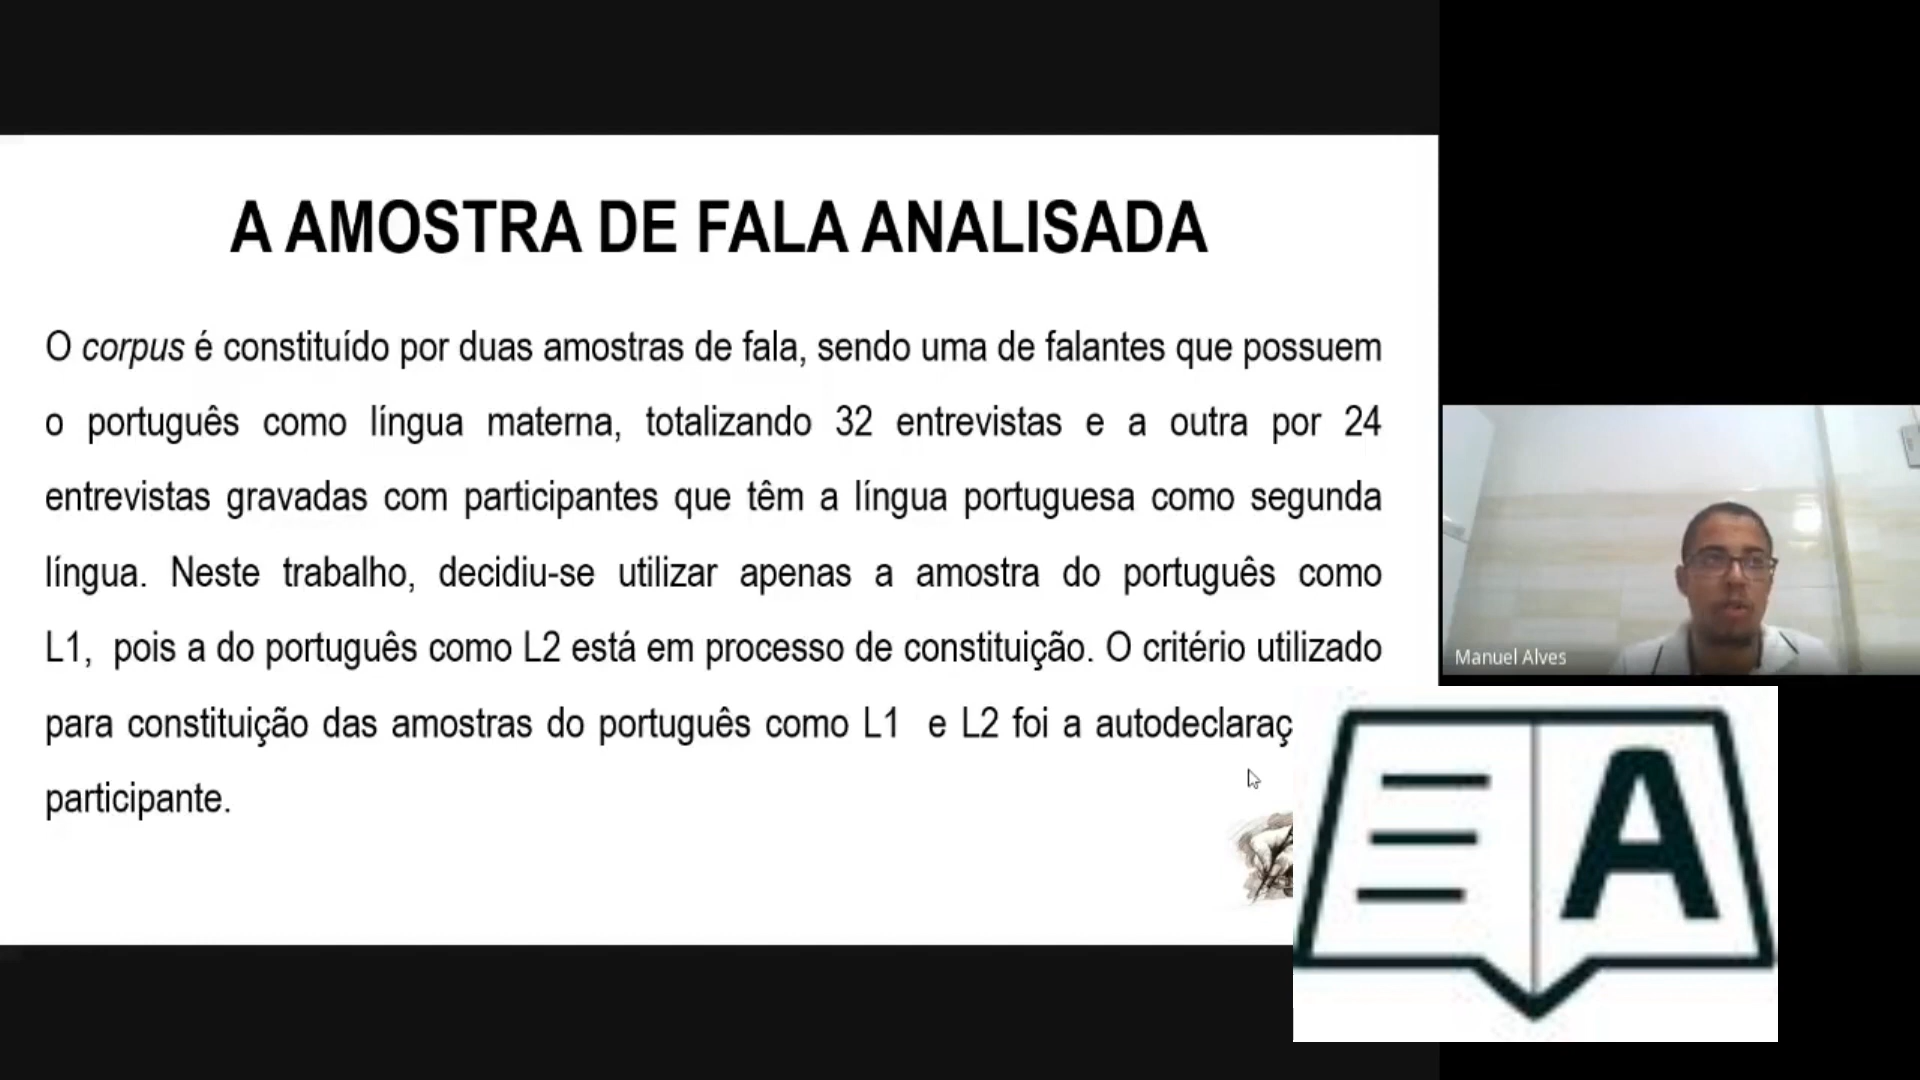 A AMOSTRA DE FALA ANALISADA
O corpus é constituído por duas amostras de fala, sendo uma de falantes que possuem
o português como língua materna, totalizando 32 entrevistas e a outra por 24
entrevistas gravadas com participantes que têm a língua portuguesa como segunda
língua. Neste trabalho, decidiu-se utilizar apenas a amostra do português como
L1, pois a do português como L2 está em processo de constituição. O critério utilizado
para constituição das amostras do português como L1 e L2 foi a autodeclaraç
participante.
Manuel Alves
A